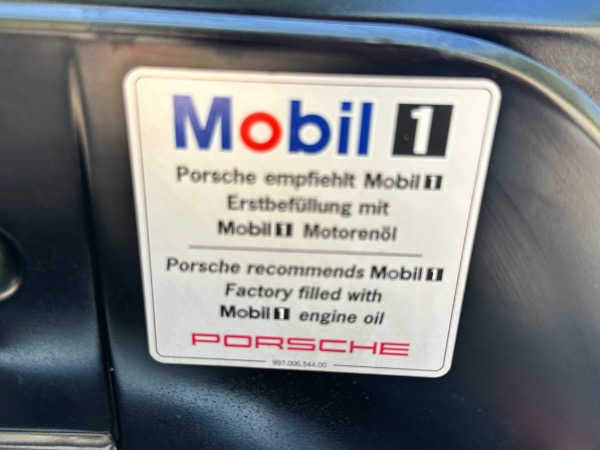 Mobil 1
Porsche empfiehlt Mobil 1
Erstbefüllung mit
Mobil 1 Motorenöl
Porsche recommends Mobil 1
Factory filled with
Mobil 1 engine oil
PORSCHE
997.006.544.00